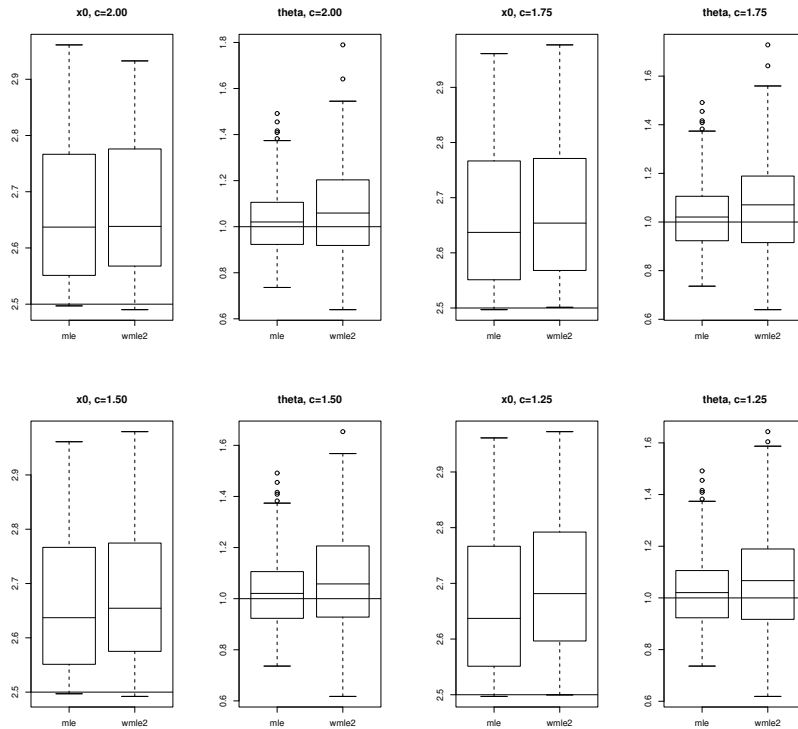 x0, c=2.00
2.5 2.6 2.7 2.8 2.9
mle wmle2
theta, c=2.00
0.6 0.8 1.0 1.2 1.4 1.6 1.8
mle wmle2
x0, c=1.75
2.5 2.6 2.7 2.8 2.9
mle wmle2
theta, c=1.75
0.6 0.8 1.0 1.2 1.4 1.6
mle wmle2
x0, c=1.50
2.5 2.6 2.7 2.8 2.9
mle wmle2
theta, c=1.50
0.6 0.8 1.0 1.2 1.4 1.6
mle wmle2
x0, c=1.25
2.5 2.6 2.7 2.8 2.9
mle wmle2
theta, c=1.25
0.6 0.8 1.0 1.2 1.4 1.6
mle wmle2